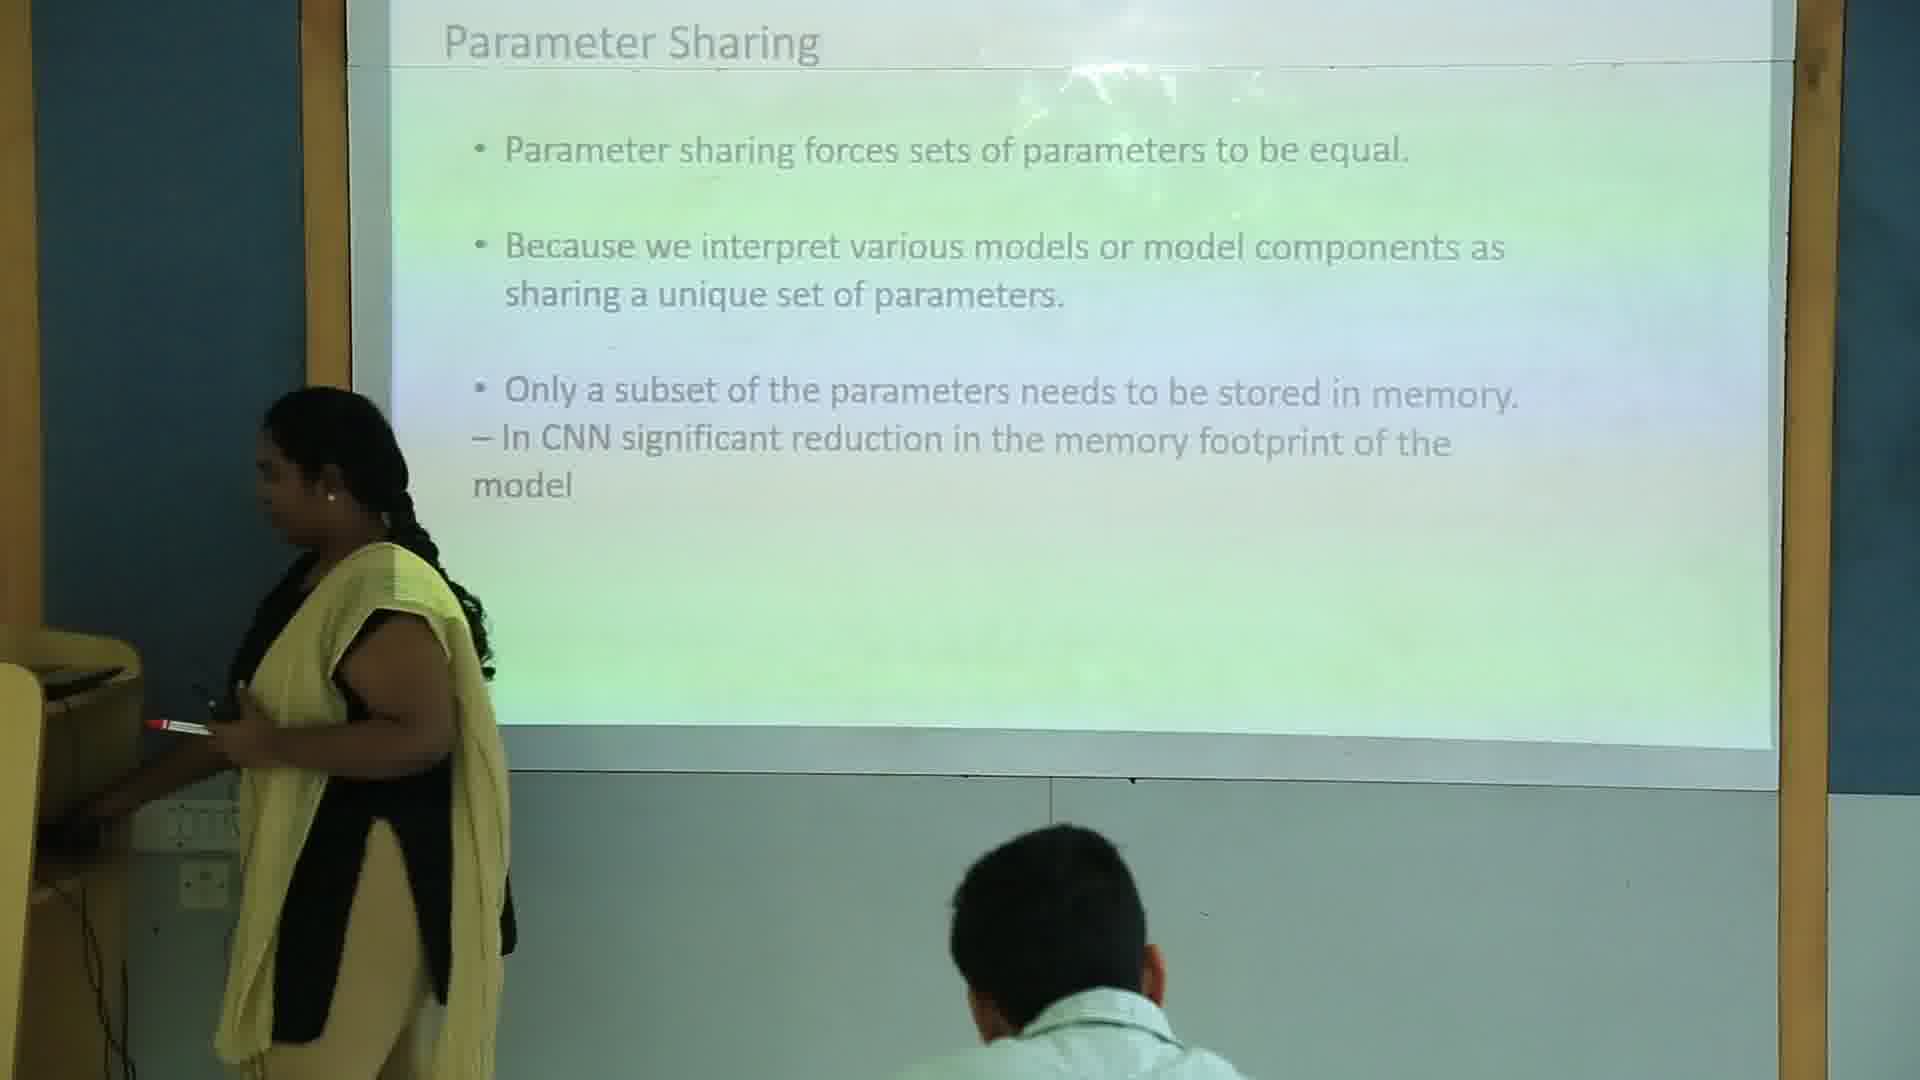 Parameter Sharing
• Parameter sharing forces sets of parameters to be equal.
• Because we interpret various models or model components as
sharing a unique set of parameters.
• Only a subset of the parameters needs to be stored in memory.
– In CNN significant reduction in the memory footprint of the
model